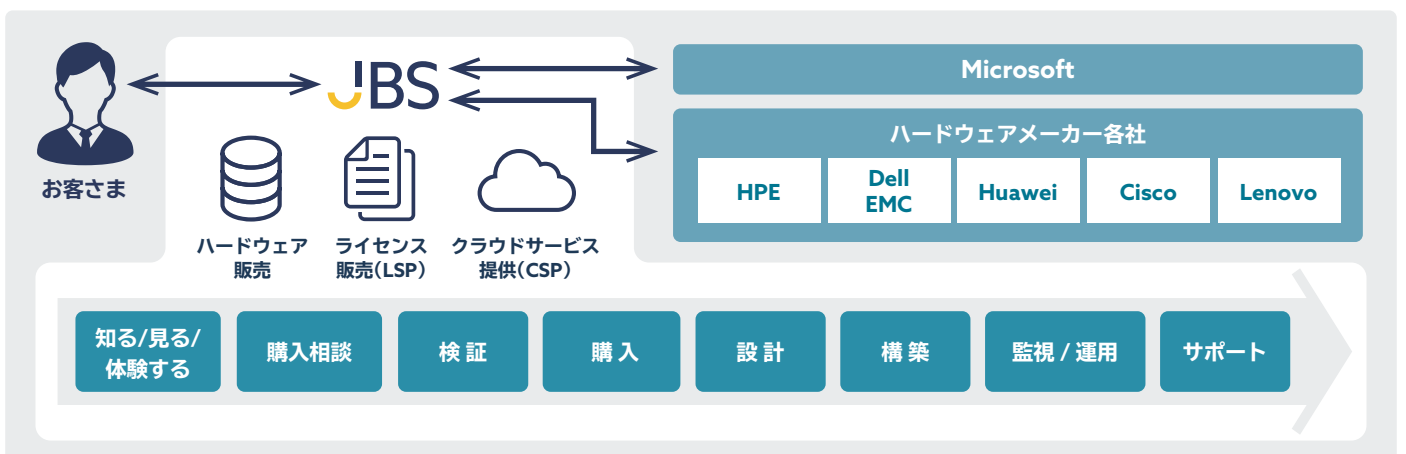 お客さま
JBS
ハードウェア
販売
ライセンス
販売(LSP)
クラウドサービス
提供(CSP)
Microsoft
ハードウェアメーカー各社
HPE
Dell
EMC
Huawei
Cisco
Lenovo
知る/見る/
体験する
購入相談
検 証
購 入
設 計
構 築
監視 / 運用
サポート